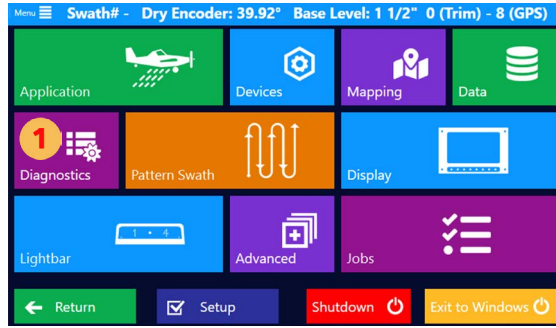 Menu Swath# - Dry Encoder: 39.92° Base Level: 1 1/2" 0 (Trim) - 8 (GPS)
Application
Devices
Mapping
Data
1
Diagnostics
Pattern Swath
Display
1 • 4
Lightbar
Advanced
Jobs
Return
Setup
Shutdown
Exit to Windows